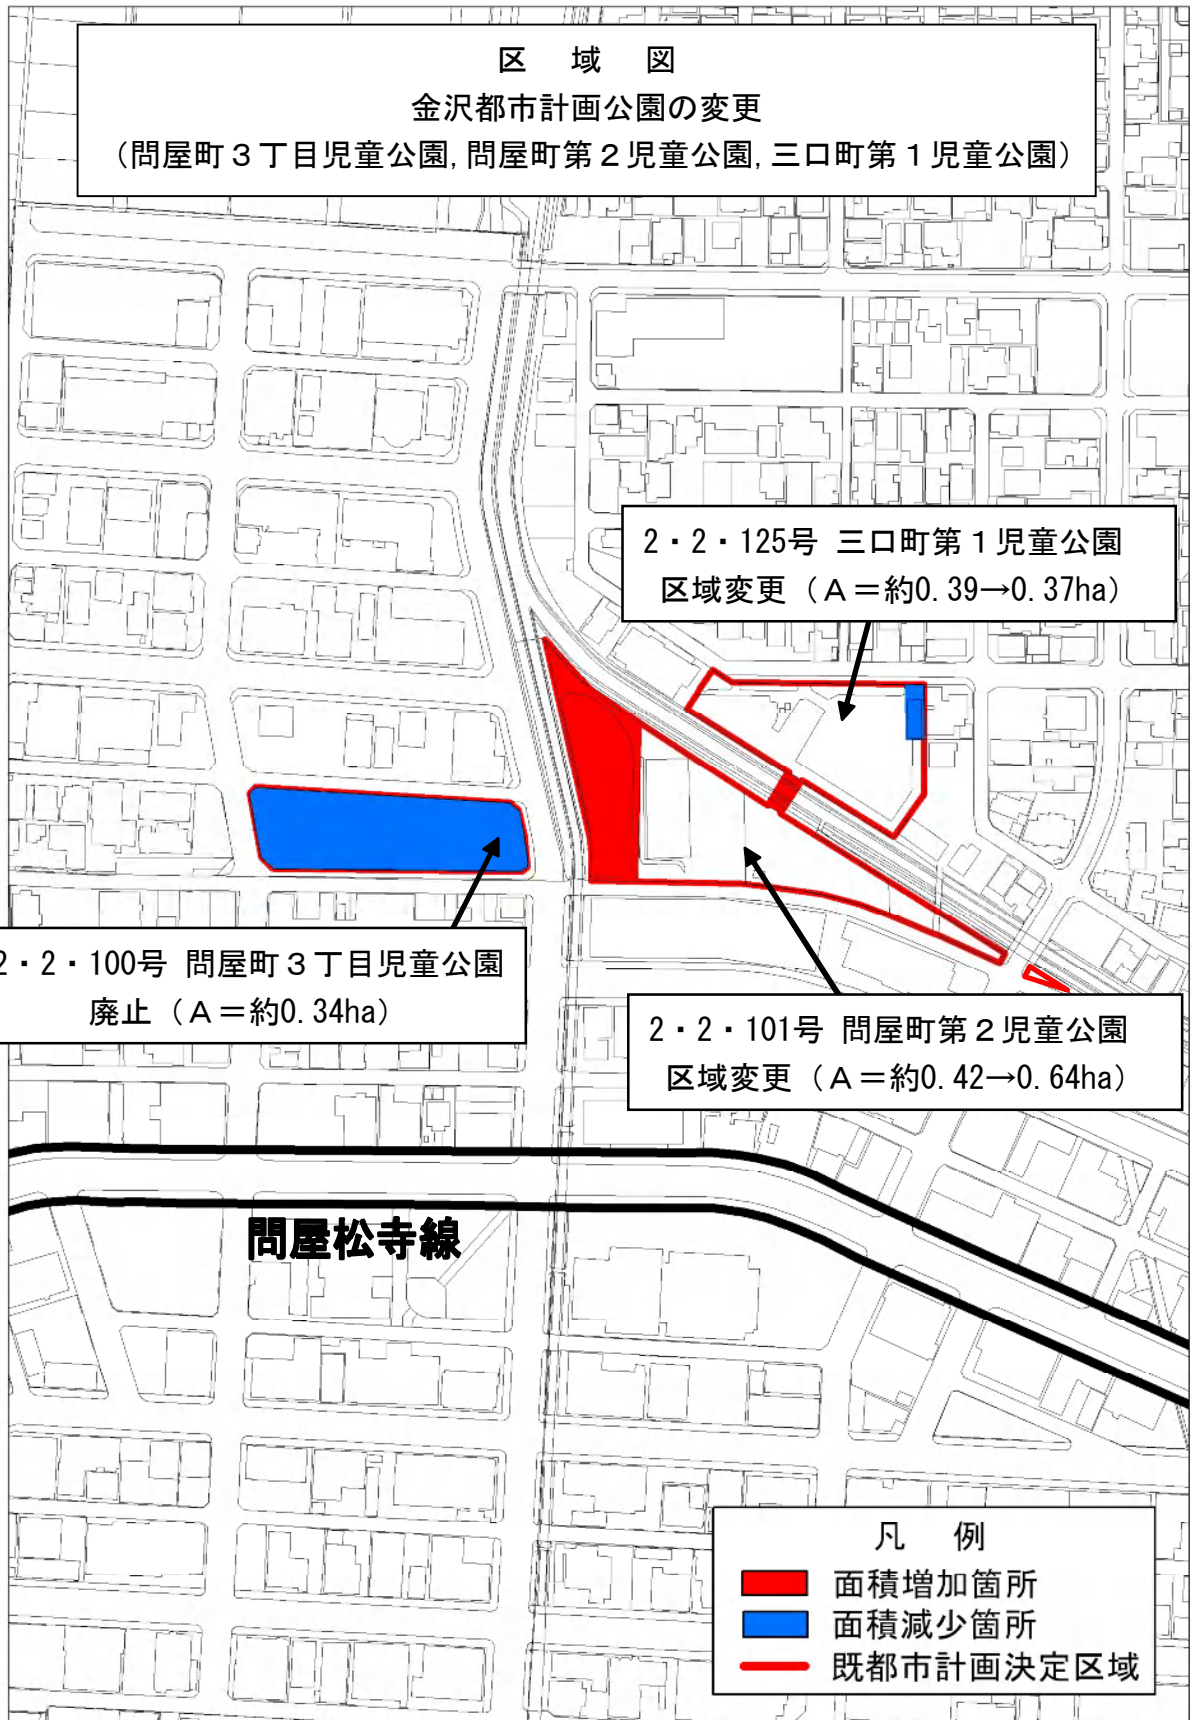 区 域 図
金沢都市計画公園の変更
（問屋町３丁目児童公園，問屋町第２児童公園，三口町第１児童公園）
2・2・125号 三口町第１児童公園
区域変更（Ａ＝約0.39→0.37ha）
2・2・100号 問屋町３丁目児童公園
廃止（Ａ＝約0.34ha）
2・2・101号 問屋町第２児童公園
区域変更（Ａ＝約0.42→0.64ha）
問屋松寺線
凡 例
面積増加箇所
面積減少箇所
既都市計画決定区域